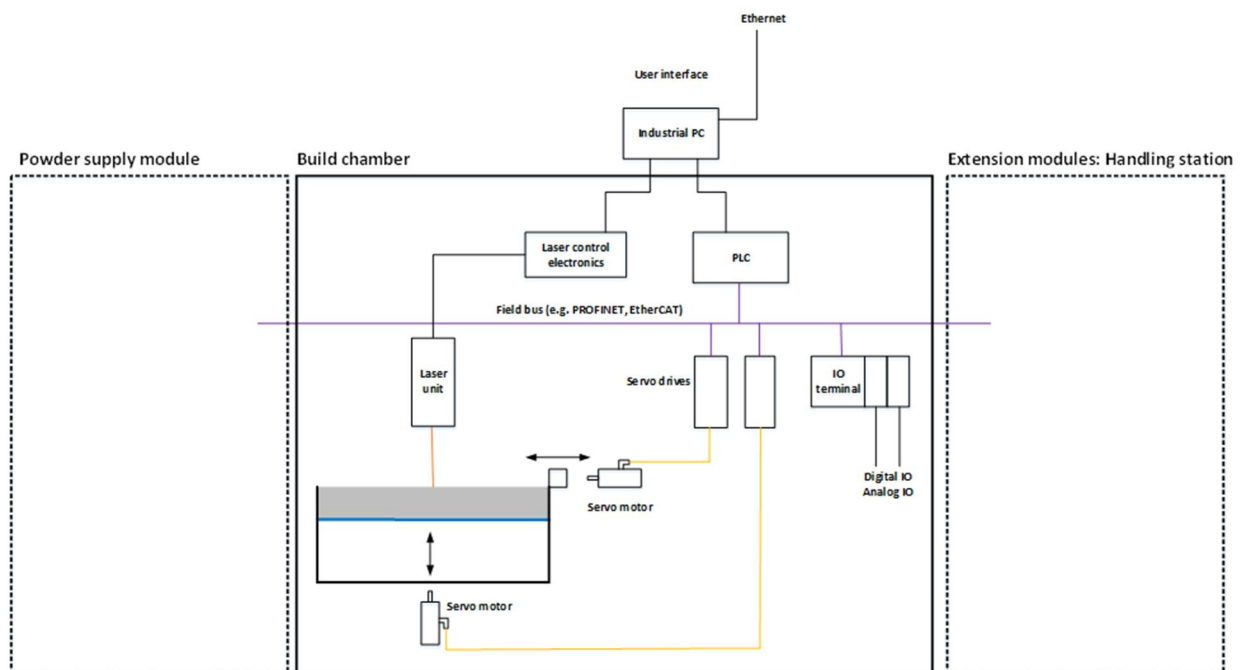 Ethernet
User interface
Industrial PC
Powder supply module
Build chamber
Extension modules: Handling station
Laser control
electronics
PLC
Field bus (e.g. PROFINET, EtherCAT)
Laser
unit
Servo drives
IO
terminal
Digital IO
Analog IO
Servo motor
Servo motor